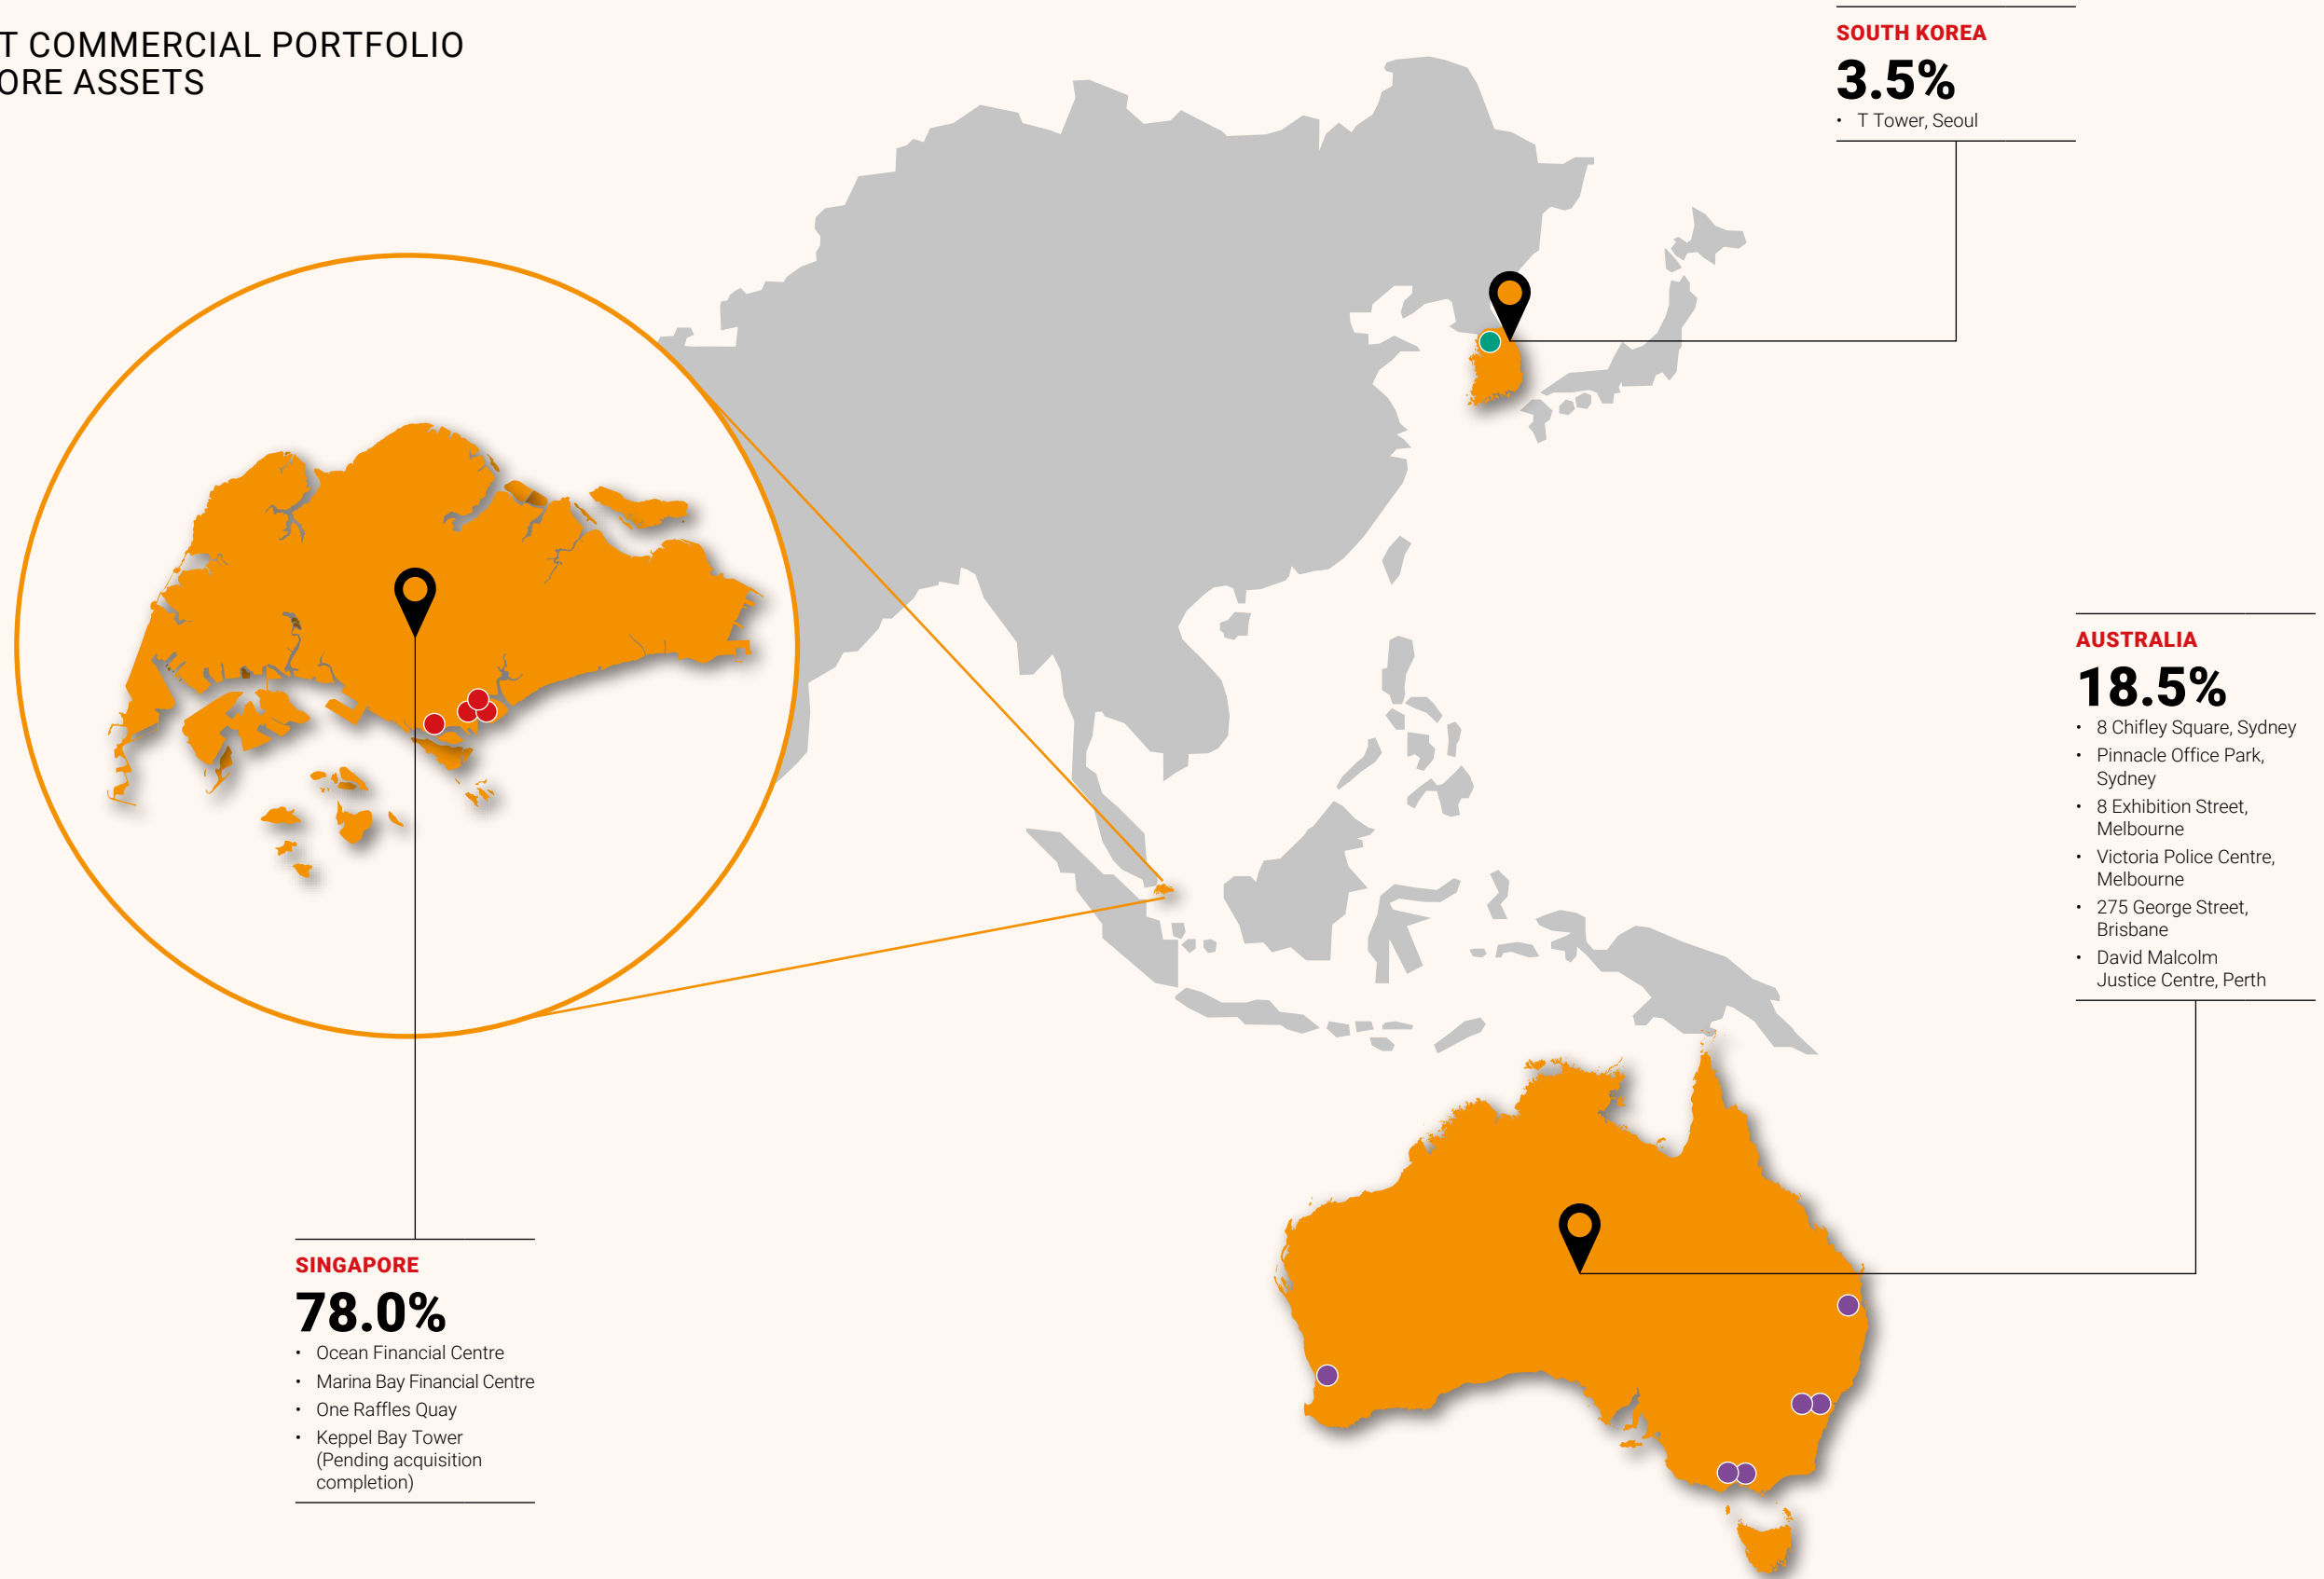 T COMMERCIAL PORTFOLIO
ORE ASSETS
SOUTH KOREA
3.5%
• T Tower, Seoul
AUSTRALIA
18.5%
• 8 Chifley Square, Sydney
• Pinnacle Office Park,
Sydney
• 8 Exhibition Street,
Melbourne
• Victoria Police Centre,
Melbourne
• 275 George Street,
Brisbane
• David Malcolm
Justice Centre, Perth
SINGAPORE
78.0%
• Ocean Financial Centre
• Marina Bay Financial Centre
• One Raffles Quay
• Keppel Bay Tower
(Pending acquisition
completion)